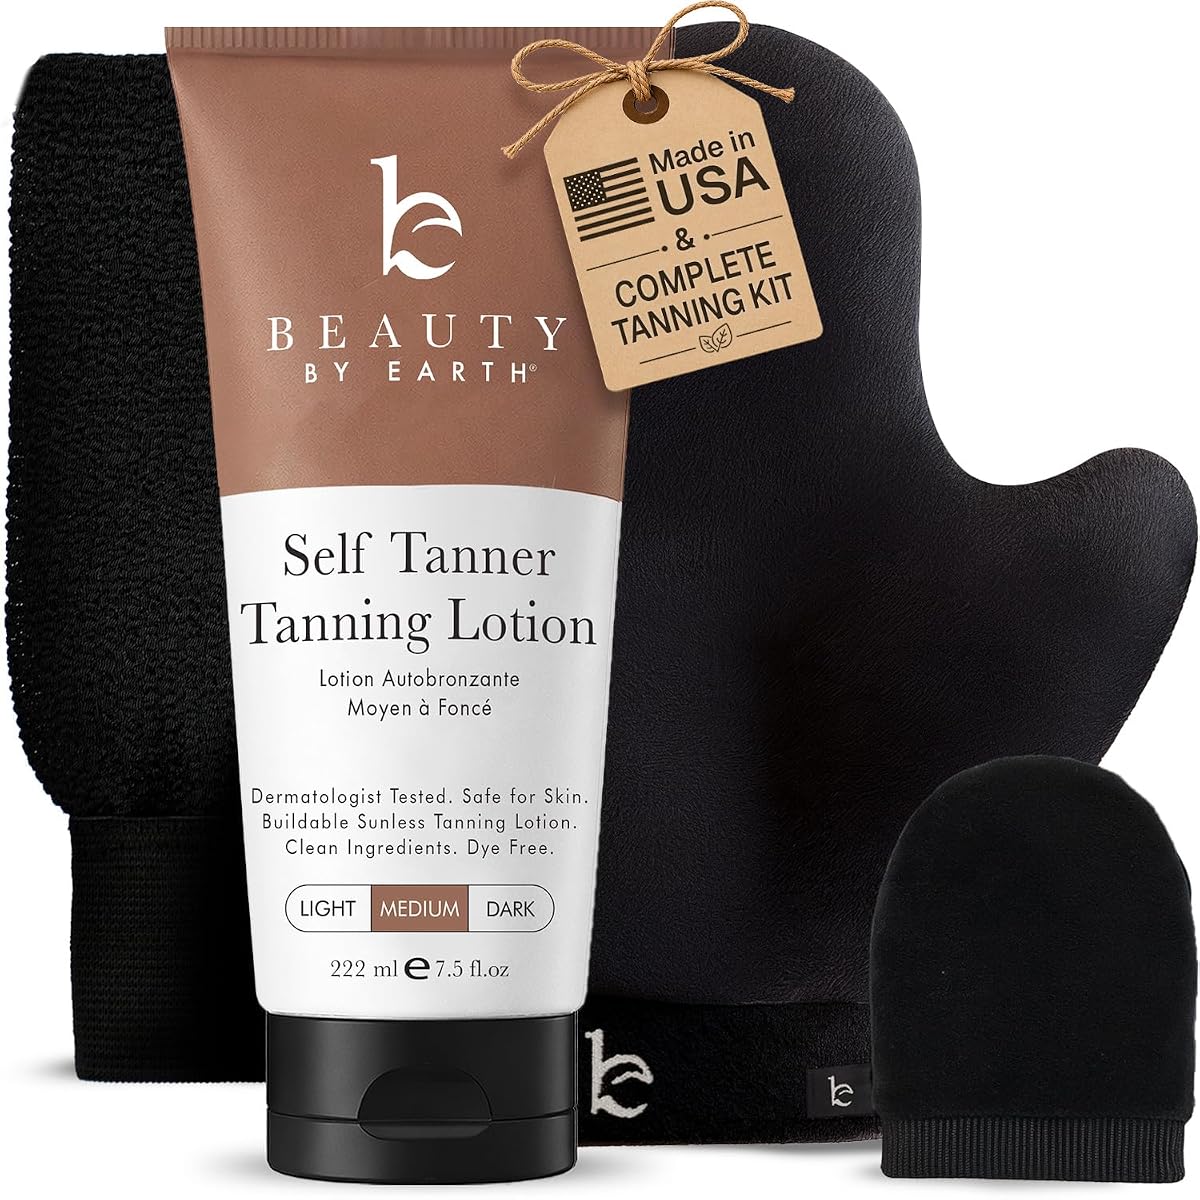 Made in
USA
&
COMPLETE
TANNING KIT
BEAUTY
BY EARTH®
Self Tanner
Tanning Lotion
Lotion Autobronzante
Moyen à Foncé
Dermatologist Tested. Safe for Skin.
Buildable Sunless Tanning Lotion.
Clean Ingredients. Dye Free.
LIGHT MEDIUM DARK
222 ml e 7.5 fl.oz